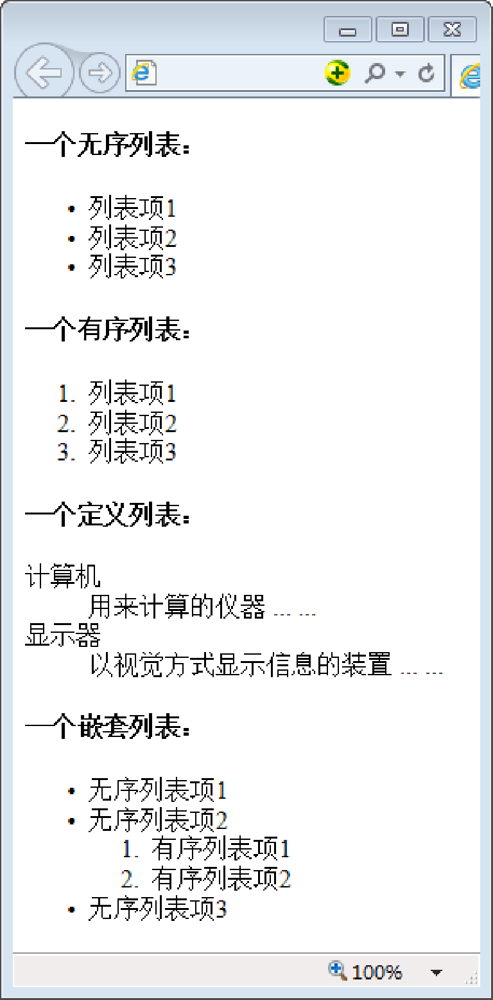 一个无序列表：
• 列表项1
• 列表项2
• 列表项3
一个有序列表：
1. 列表项1
2. 列表项2
3. 列表项3
一个定义列表：
计算机
用来计算的仪器 ... ...
显示器
以视觉方式显示信息的装置 ... ...
一个嵌套列表：
• 无序列表项1
• 无序列表项2
1. 有序列表项1
2. 有序列表项2
• 无序列表项3
100%